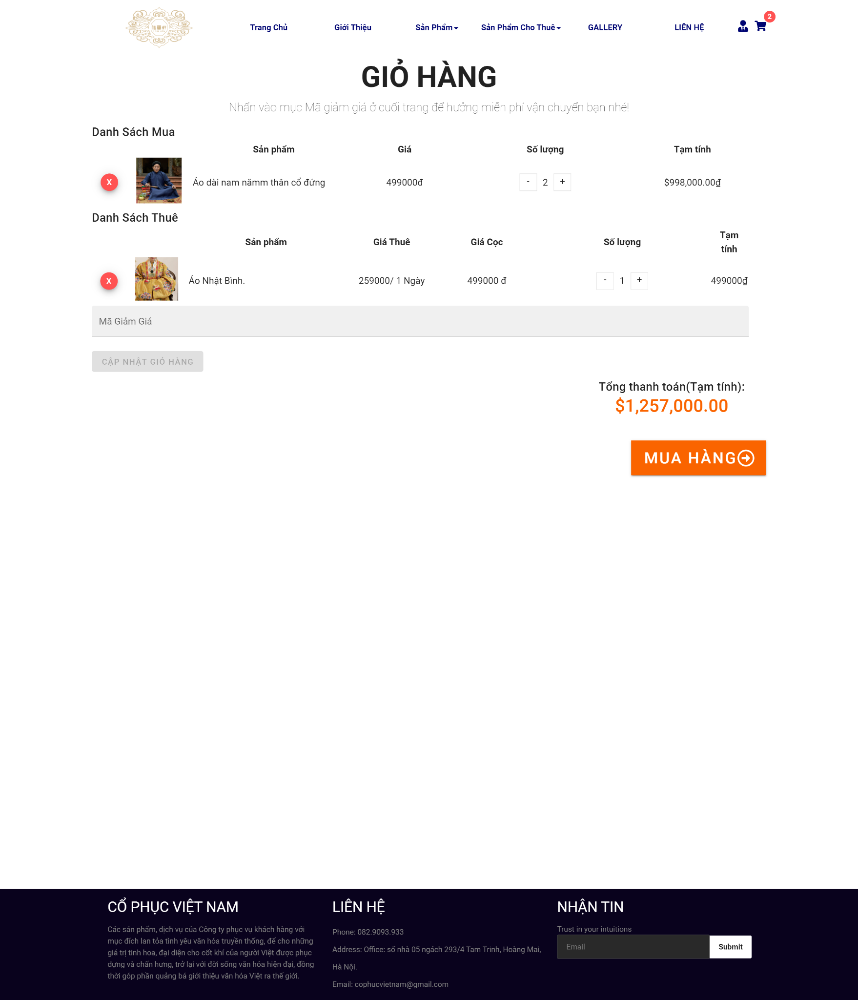 Trang Chủ Giới Thiệu Sản Phẩm Sản Phẩm Cho Thuê GALLERY LIÊN HỆ 2
GIỎ HÀNG
Nhấn vào mục Mã giảm giá ở cuối trang để hưởng miễn phí vận chuyển bạn nhé!
Danh Sách Mua
Sản phẩm Giá Số lượng Tạm tính
X Áo dài nam nămm thân cổ đứng 499000đ - 2 + $998,000.00₫
Danh Sách Thuê
Sản phẩm Giá Thuê Giá Cọc Số lượng Tạm
tính
X Áo Nhật Bình. 259000/ 1 Ngày 499000 đ - 1 + 499000₫
Mã Giảm Giá
CẬP NHẬT GIỎ HÀNG
Tổng thanh toán(Tạm tính):
$1,257,000.00
MUA HÀNG
CỔ PHỤC VIỆT NAM
Các sản phẩm, dịch vụ của Công ty phục vụ khách hàng với
mục đích lan tỏa tình yêu văn hóa truyền thống, để cho những
giá trị tinh hoa, đại diện cho cốt khí của người Việt được phục
dựng và chấn hưng, trở lại với đời sống văn hóa hiện đại, đồng
thời góp phần quảng bá giới thiệu văn hóa Việt ra thế giới.
LIÊN HỆ
Phone: 082.9093.933
Address: Office: số nhà 05 ngách 293/4 Tam Trinh, Hoàng Mai,
Hà Nội.
Email: cophucvietnam@gmail.com
NHẬN TIN
Trust in your intuitions
Email Submit